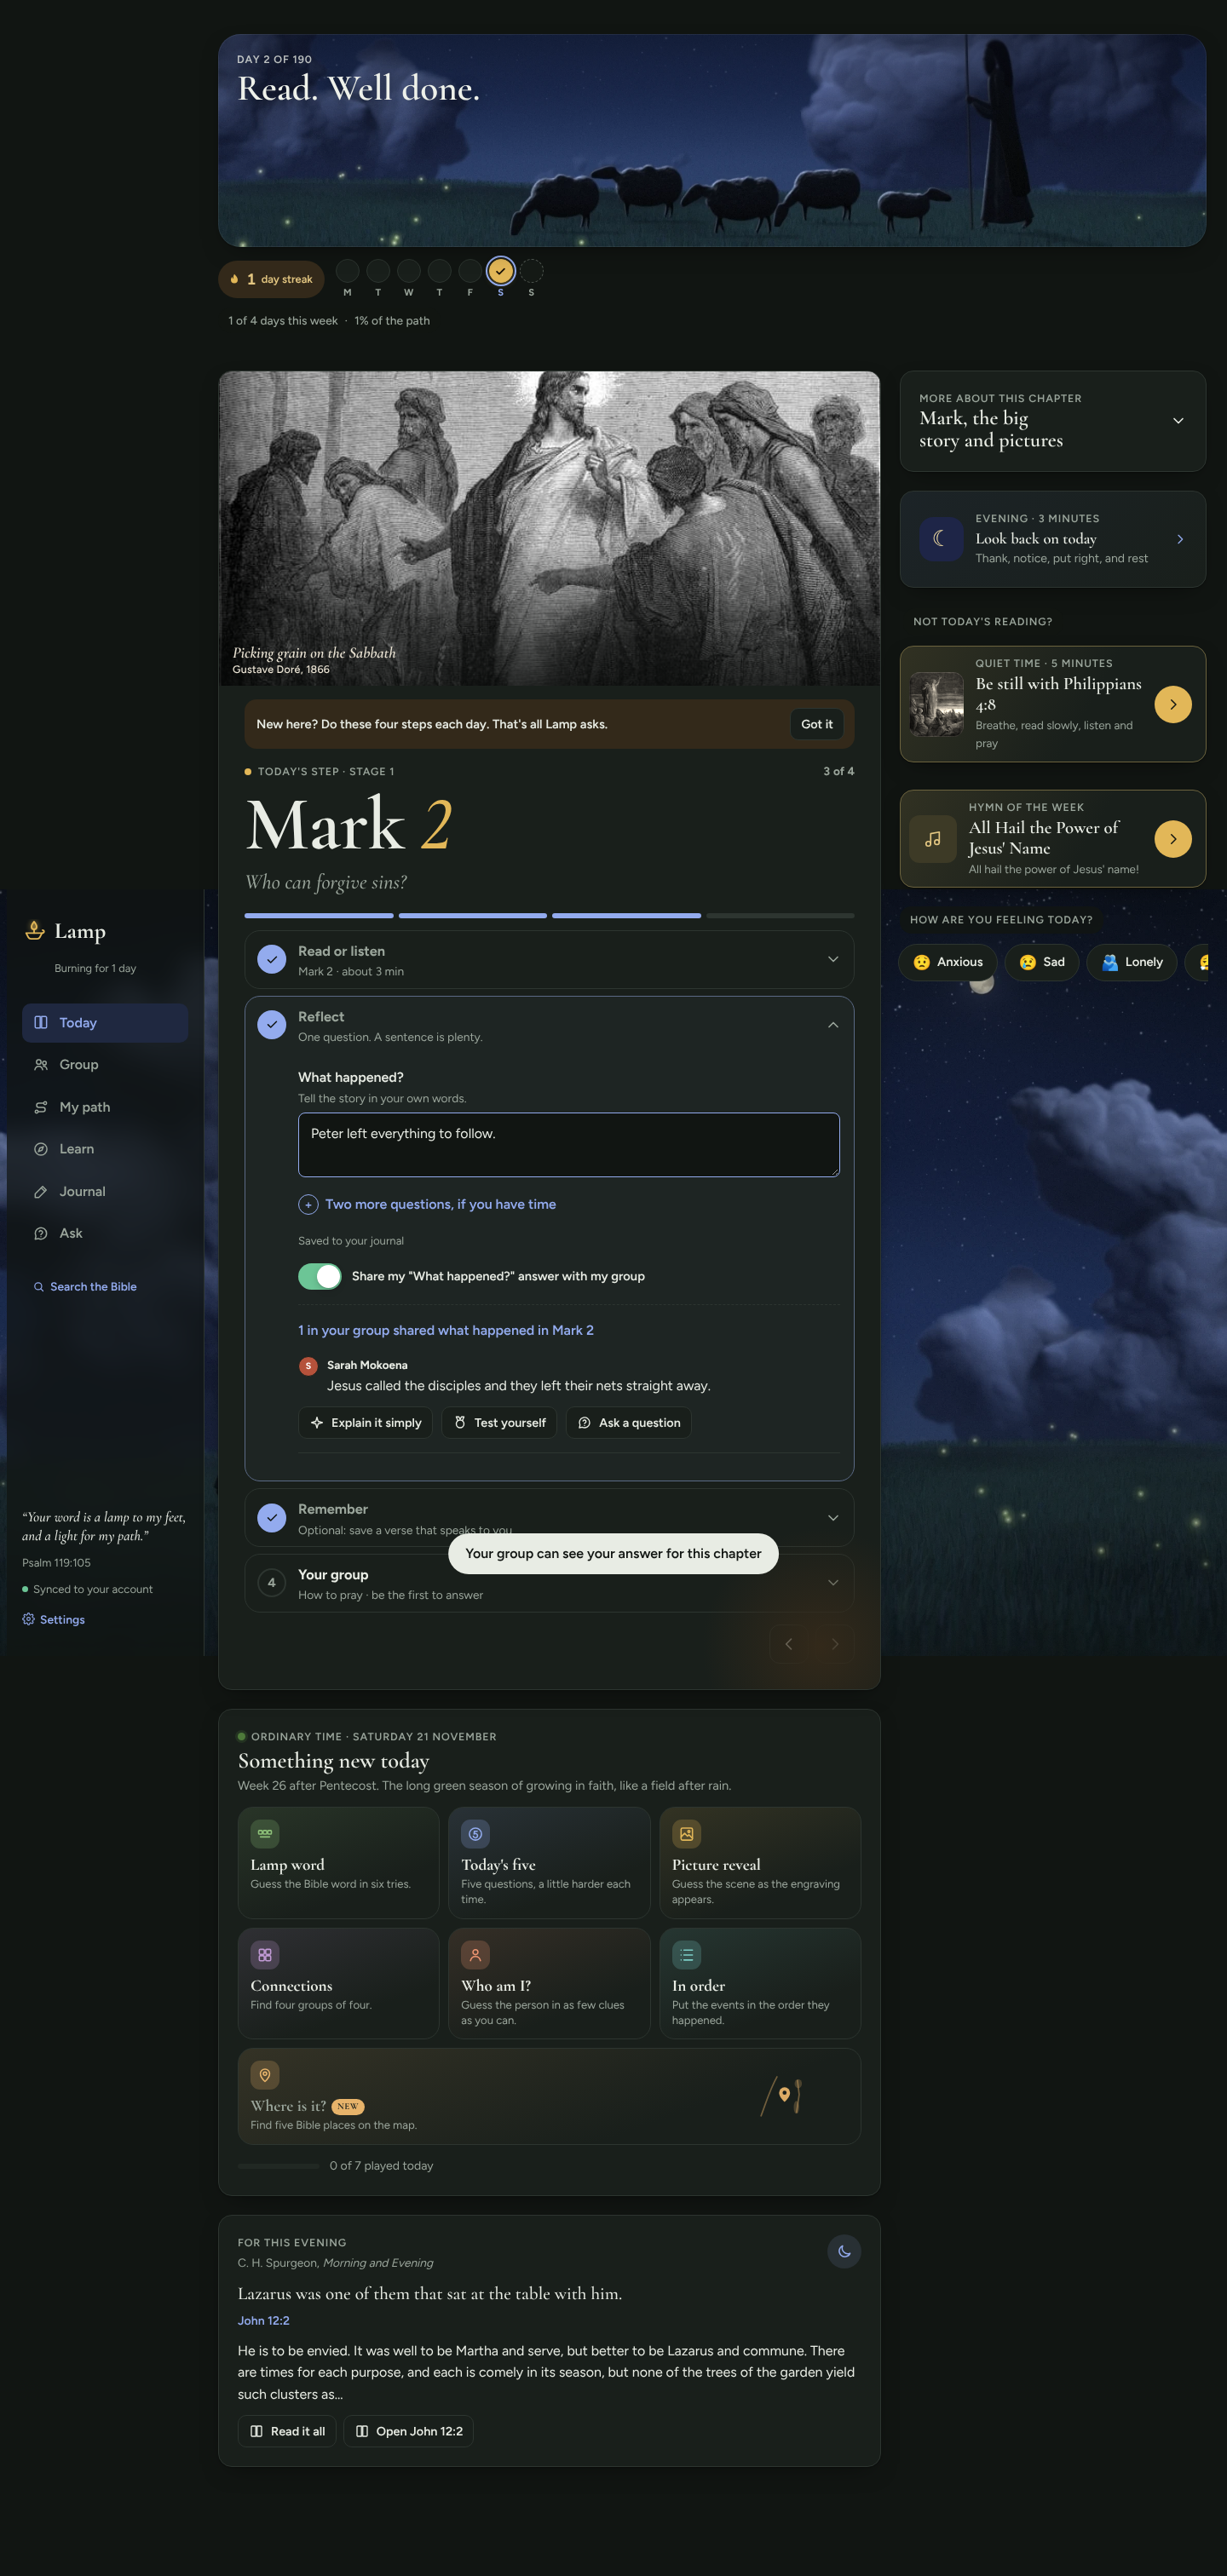 DAY 2 OF 190
Read. Well done.
1 day streak
M T W T F S S
1 of 4 days this week · 1% of the path
Picking grain on the Sabbath
Gustave Doré, 1866
New here? Do these four steps each day. That's all Lamp asks.
Got it
TODAY'S STEP · STAGE 1
3 of 4
Mark 2
Who can forgive sins?
Read or listen
Mark 2 · about 3 min
Reflect
One question. A sentence is plenty.
What happened?
Tell the story in your own words.
Peter left everything to follow.
Two more questions, if you have time
Saved to your journal
Share my "What happened?" answer with my group
1 in your group shared what happened in Mark 2
S
Sarah Mokoena
Jesus called the disciples and they left their nets straight away.
Explain it simply
Test yourself
Ask a question
Remember
Optional: save a verse that speaks to you
Your group can see your answer for this chapter
4
Your group
How to pray · be the first to answer
MORE ABOUT THIS CHAPTER
Mark, the big
story and pictures
EVENING · 3 MINUTES
Look back on today
Thank, notice, put right, and rest
NOT TODAY'S READING?
QUIET TIME · 5 MINUTES
Be still with Philippians
4:8
Breathe, read slowly, listen and
pray
HYMN OF THE WEEK
All Hail the Power of
Jesus' Name
All hail the power of Jesus' name!
HOW ARE YOU FEELING TODAY?
Anxious
Sad
Lonely
Lamp
Burning for 1 day
Today
Group
My path
Learn
Journal
Ask
Search the Bible
“Your word is a lamp to my feet,
and a light for my path.”
Psalm 119:105
Synced to your account
Settings
ORDINARY TIME · SATURDAY 21 NOVEMBER
Something new today
Week 26 after Pentecost. The long green season of growing in faith, like a field after rain.
Lamp word
Guess the Bible word in six tries.
5
Today's five
Five questions, a little harder each
time.
Picture reveal
Guess the scene as the engraving
appears.
Connections
Find four groups of four.
Who am I?
Guess the person in as few clues
as you can.
In order
Put the events in the order they
happened.
Where is it? NEW
Find five Bible places on the map.
0 of 7 played today
FOR THIS EVENING
C. H. Spurgeon, Morning and Evening
Lazarus was one of them that sat at the table with him.
John 12:2
He is to be envied. It was well to be Martha and serve, but better to be Lazarus and commune. There
are times for each purpose, and each is comely in its season, but none of the trees of the garden yield
such clusters as…
Read it all
Open John 12:2